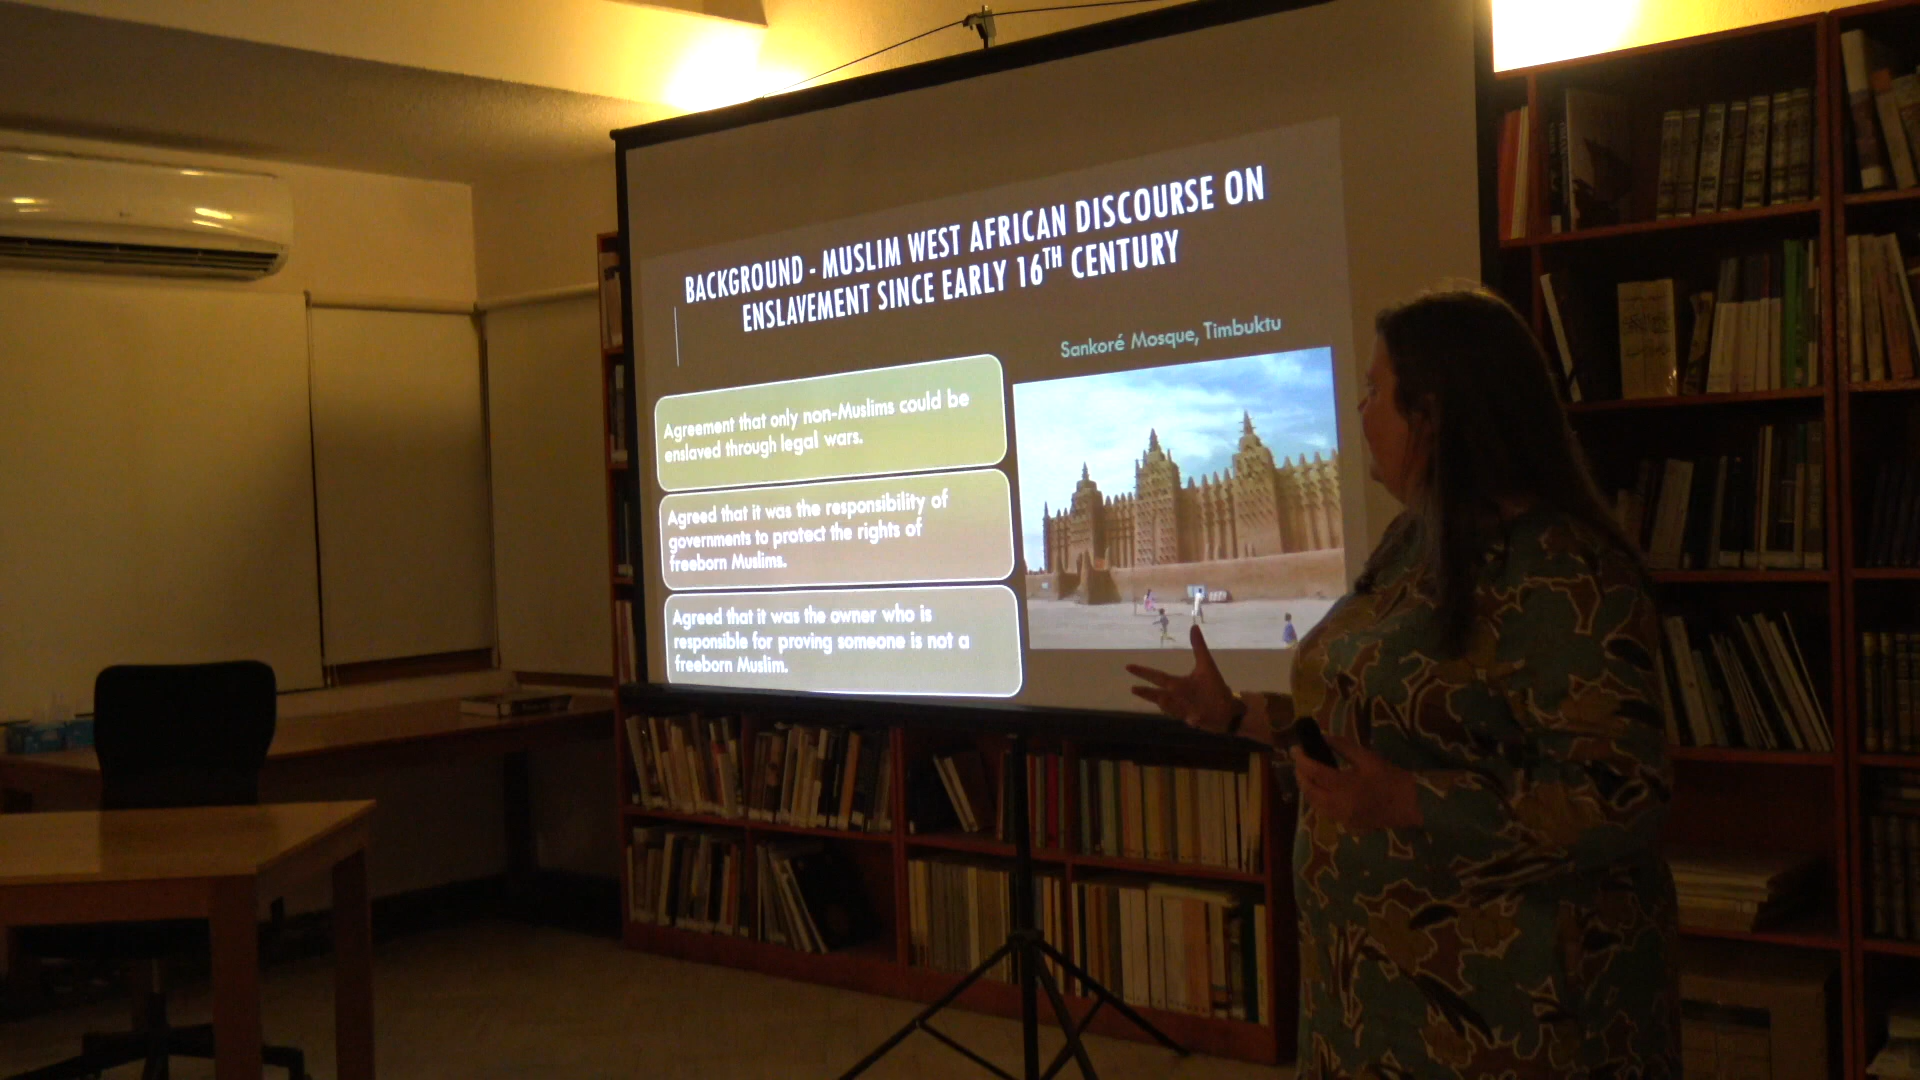 BACKGROUND - MUSLIM WEST AFRICAN DISCOURSE ON
ENSLAVEMENT SINCE EARLY 16TH CENTURY
Sankoré Mosque, Timbuktu
Agreement that only non-Muslims could be
enslaved through legal wars.
Agreed that it was the responsibility of
governments to protect the rights of
freeborn Muslims.
Agreed that it was the owner who is
responsible for proving someone is not a
freeborn Muslim.